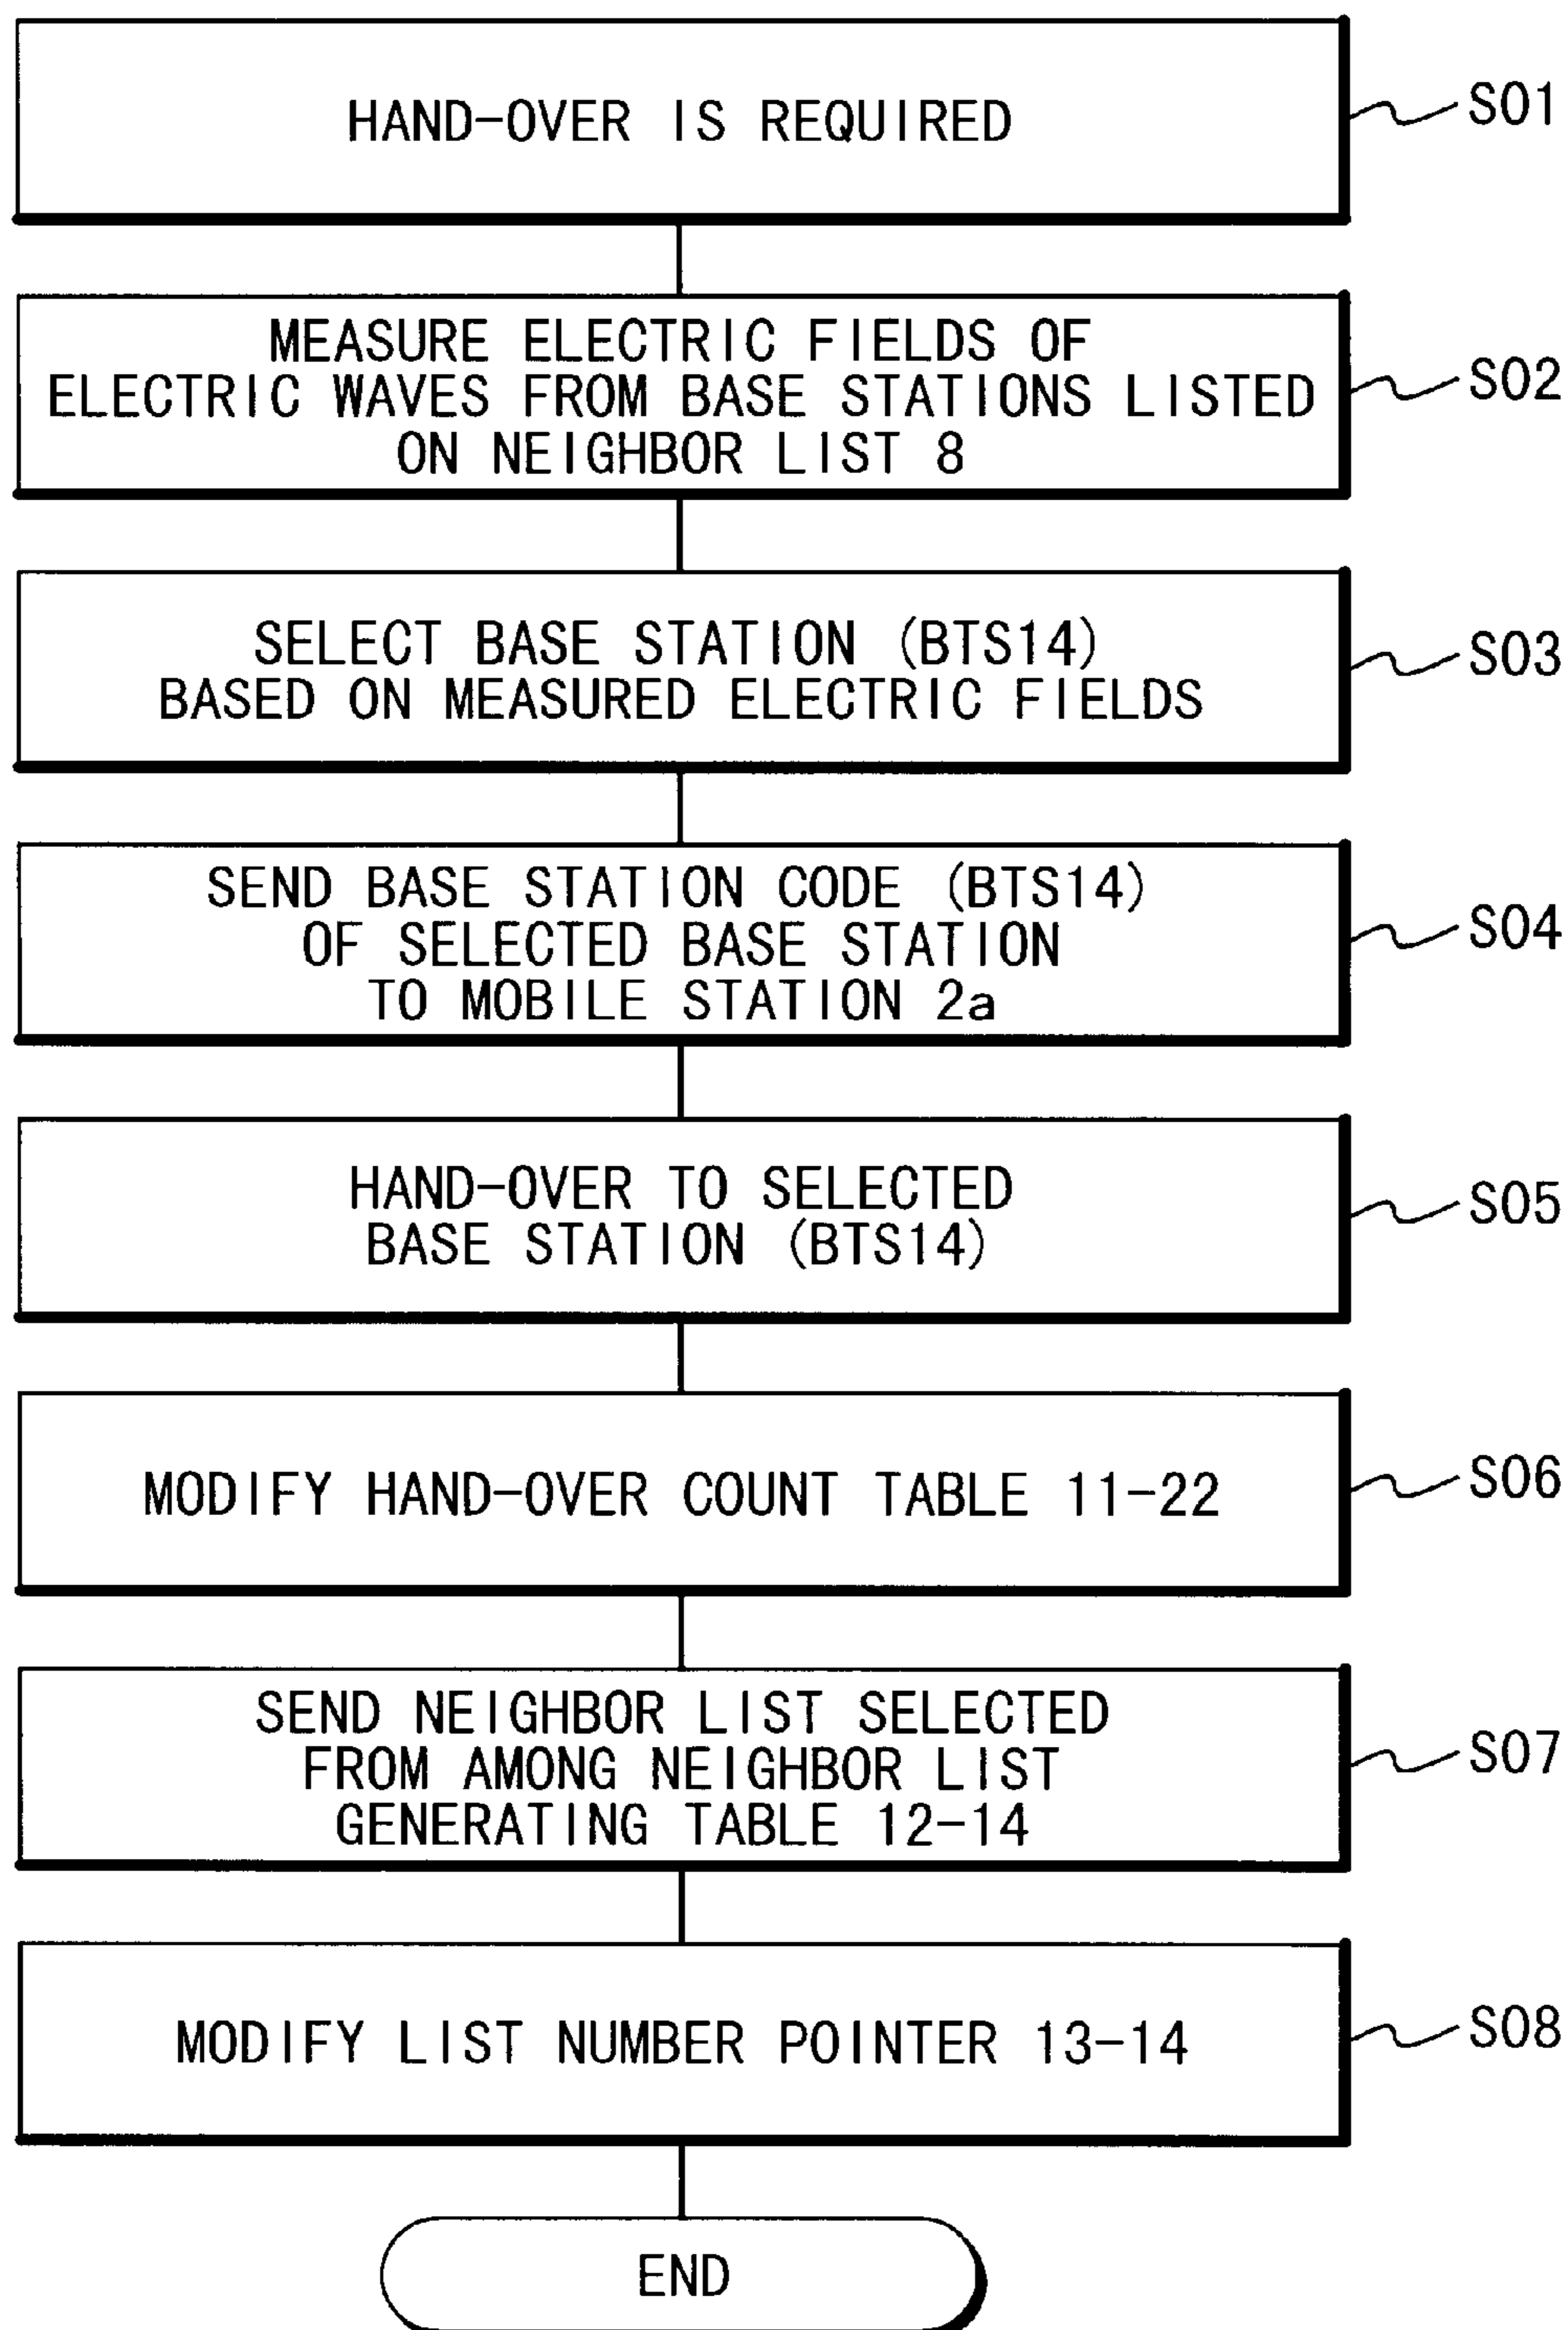 HAND-OVER IS REQUIRED
S01
MEASURE ELECTRIC FIELDS OF
ELECTRIC WAVES FROM BASE STATIONS LISTED
ON NEIGHBOR LIST 8
S02
SELECT BASE STATION (BTS14)
BASED ON MEASURED ELECTRIC FIELDS
S03
SEND BASE STATION CODE (BTS14)
OF SELECTED BASE STATION
TO MOBILE STATION 2a
S04
HAND-OVER TO SELECTED
BASE STATION (BTS14)
S05
MODIFY HAND-OVER COUNT TABLE 11-22
S06
SEND NEIGHBOR LIST SELECTED
FROM AMONG NEIGHBOR LIST
GENERATING TABLE 12-14
S07
MODIFY LIST NUMBER POINTER 13-14
S08
END